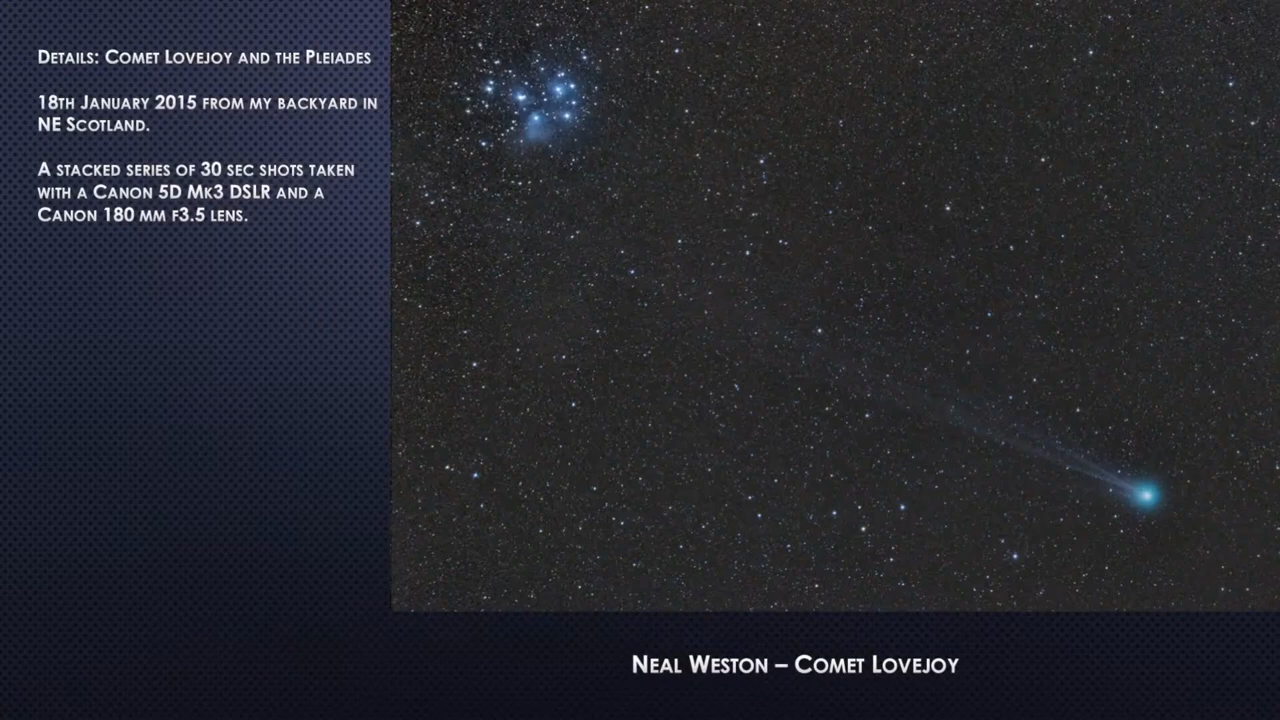 Details: Comet Lovejoy and the Pleiades
18th January 2015 from my backyard in
NE Scotland.
A stacked series of 30 sec shots taken
with a Canon 5D Mk3 DSLR and a
Canon 180 mm f3.5 lens.
Neal Weston – Comet Lovejoy